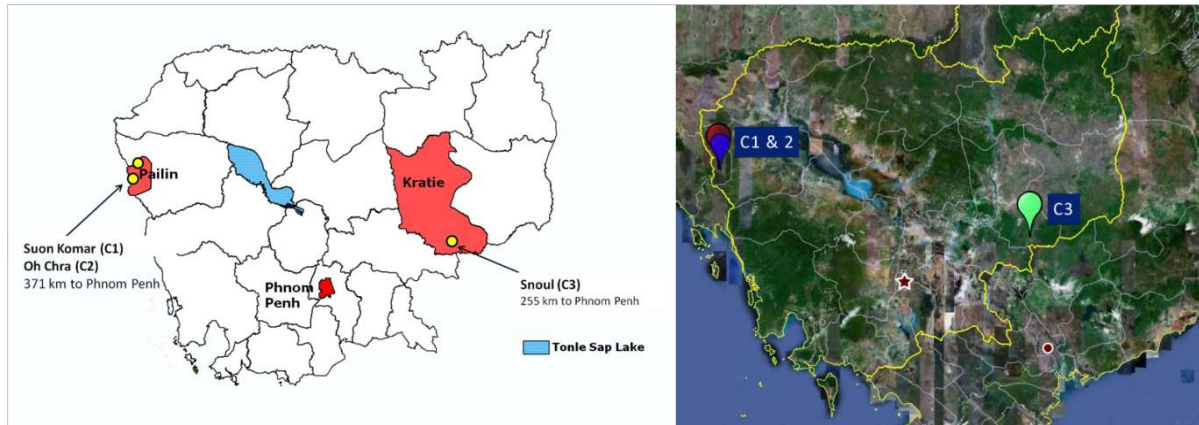 Pailin
Kratie
Suon Komar (C1)
Oh Chra (C2)
371 km to Phnom Penh
Phnom
Penh
Snoul (C3)
255 km to Phnom Penh
Tonle Sap Lake
C1 & 2
C3